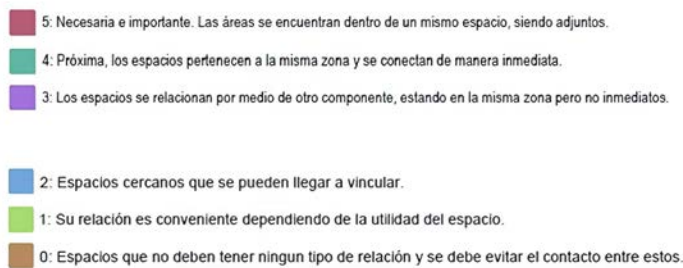 5: Necesaria e importante. Las áreas se encuentran dentro de un mismo espacio, siendo adjuntos.
4: Próxima, los espacios pertenecen a la misma zona y se conectan de manera inmediata.
3: Los espacios se relacionan por medio de otro componente, estando en la misma zona pero no inmediatos.
2: Espacios cercanos que se pueden llegar a vincular.
1: Su relación es conveniente dependiendo de la utilidad del espacio.
0: Espacios que no deben tener ningun tipo de relación y se debe evitar el contacto entre estos.